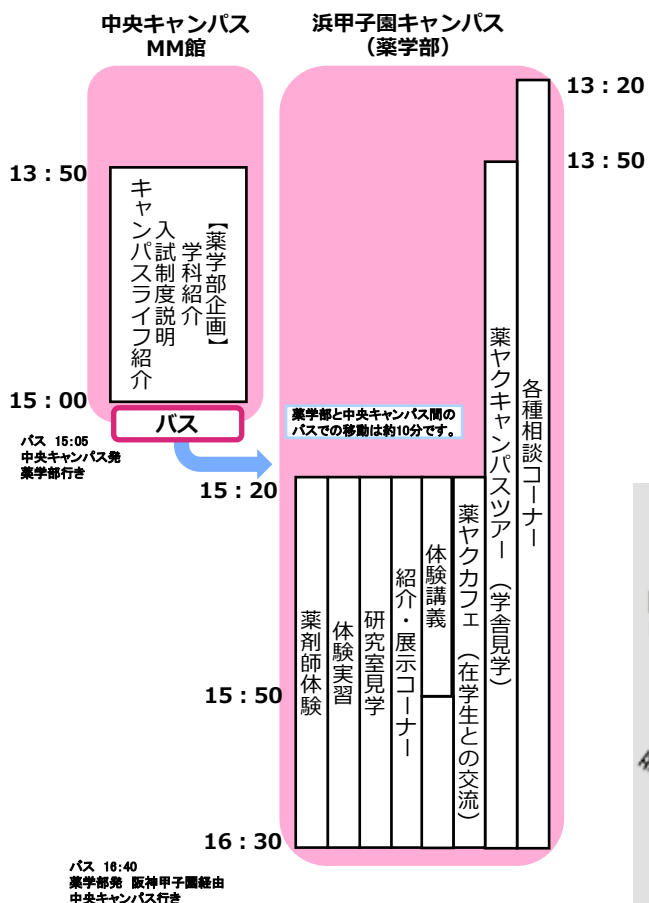 中央キャンパス
MM館
浜甲子園キャンパス
（薬学部）
13：20
13：50
13：50
【薬学部企画】
学科紹介
入試制度説明
キャンパスライフ紹介
15：00
バス
バス 15:05
中央キャンパス発
薬学部行き
薬学部と中央キャンパス間の
バスでの移動は約10分です。
15：20
薬剤師体験
体験実習
研究室見学
紹介・展示コーナー
体験講義
薬ヤクカフェ （在学生との交流）
薬ヤクキャンパスツアー （学舎見学）
各種相談コーナー
15：50
16：30
バス 16:40
薬学部発 阪神甲子園経由
中央キャンパス行き